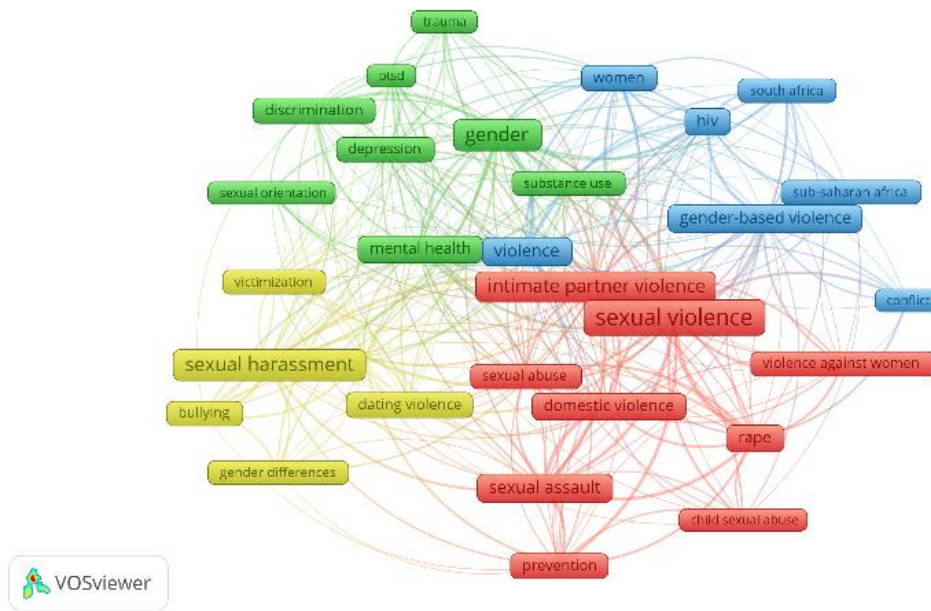 trauma
ptsd
women
south africa
discrimination
hiv
gender
depression
substance use
sexual orientation
sub-saharan africa
gender-based violence
mental health
violence
victimization
intimate partner violence
conflict
sexual violence
sexual harassment
violence against women
sexual abuse
dating violence
domestic violence
bullying
rape
gender differences
sexual assault
child sexual abuse
prevention
VOSviewer